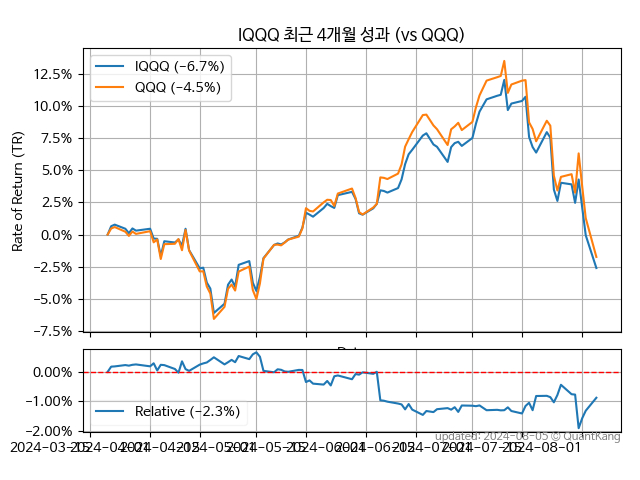 IQQQ 최근 4개월 성과 (vs QQQ)
Rate of Return (TR)
12.5%
10.0%
7.5%
5.0%
2.5%
0.0%
−2.5%
−5.0%
−7.5%
IQQQ (−6.7%)
QQQ (−4.5%)
0.00%
−1.00%
−2.00%
Relative (−2.3%)
2024-08-01
updated: 2024-08-05 © QuantKang